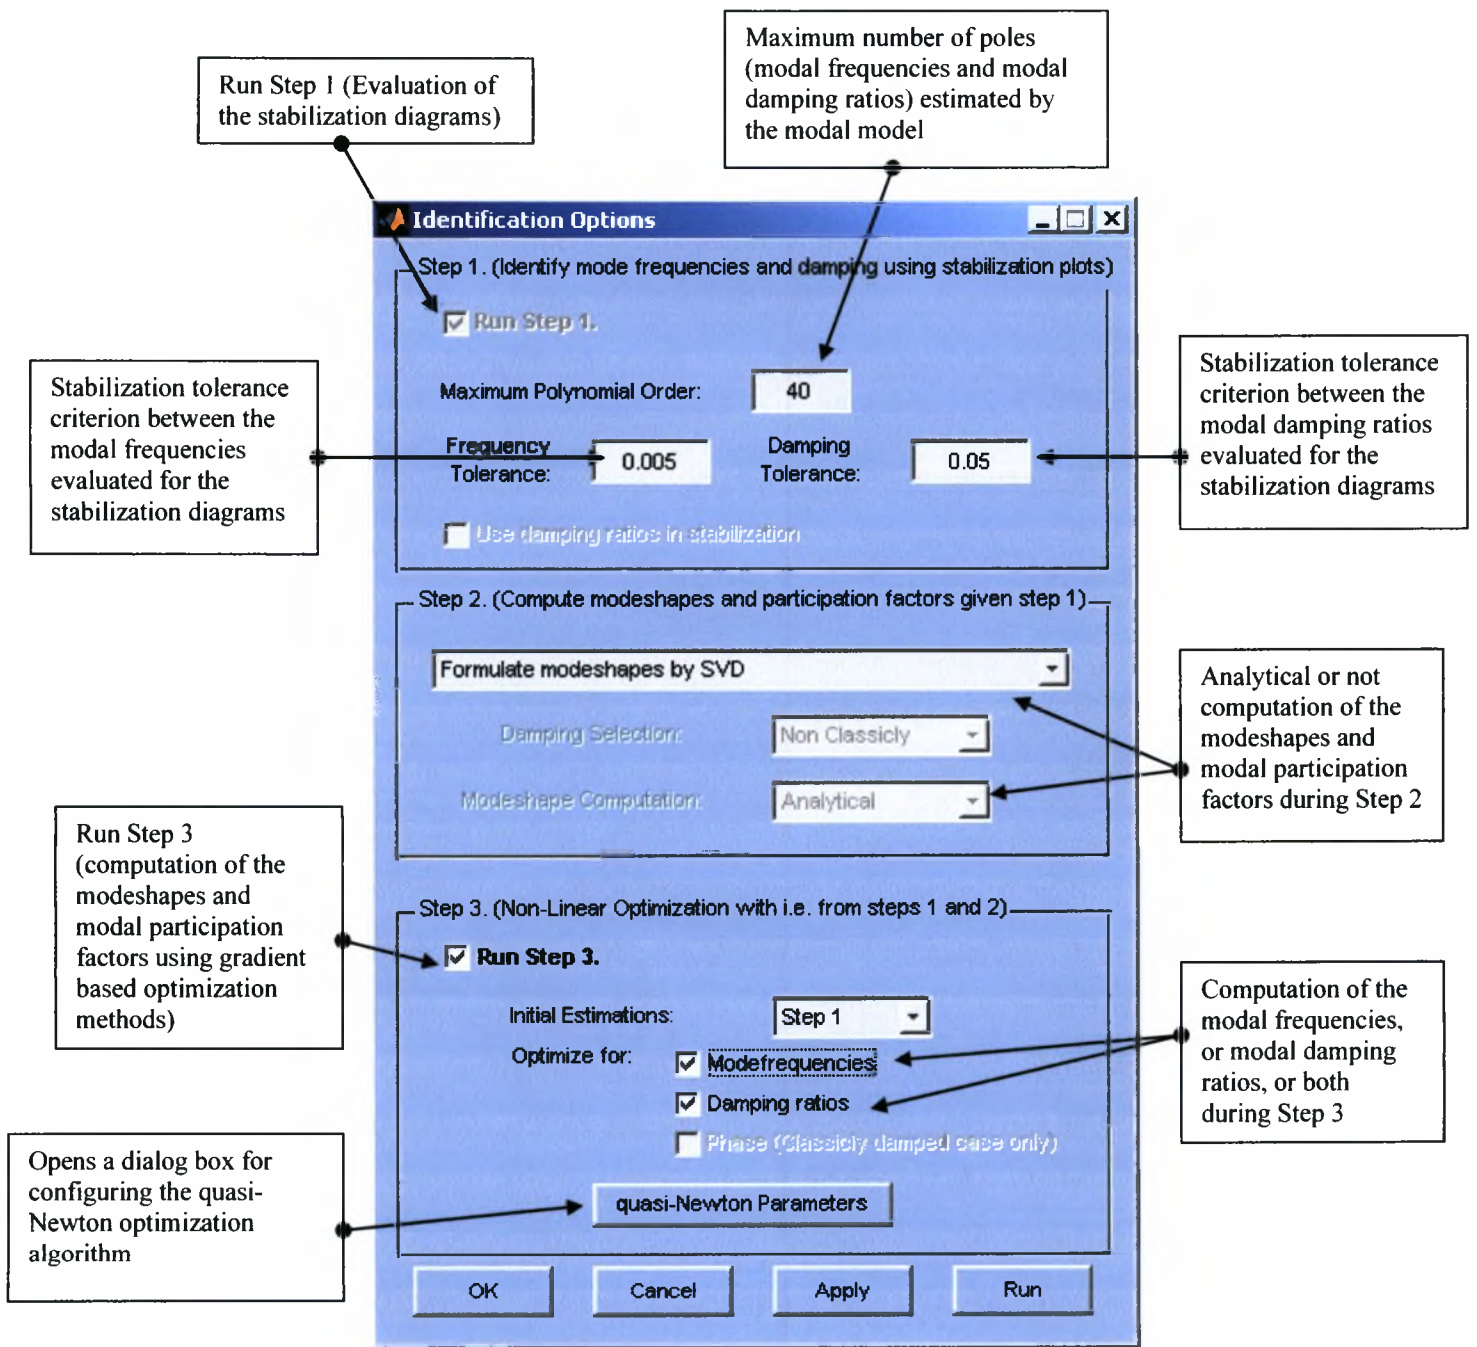 Maximum number of poles
(modal frequencies and modal
damping ratios) estimated by
the modal model
Run Step 1 (Evaluation of
the stabilization diagrams)
Identification Options
Step 1. (Identify mode frequencies and damping using stabilization plots)
Run Step 1.
Maximum Polynomial Order:
40
Frequency
Tolerance:
0.005
Damping
Tolerance:
0.05
Use damping ratios in stabilization
Stabilization tolerance
criterion between the
modal frequencies
evaluated for the
stabilization diagrams
Stabilization tolerance
criterion between the
modal damping ratios
evaluated for the
stabilization diagrams
Step 2. (Compute modeshapes and participation factors given step 1)
Formulate modeshapes by SVD
Damping Selection:
Non Classicly
Modeshape Computation:
Analytical
Analytical or not
computation of the
modeshapes and
modal participation
factors during Step 2
Run Step 3
(computation of the
modeshapes and
modal participation
factors using gradient
based optimization
methods)
Step 3. (Non-Linear Optimization with i.e. from steps 1 and 2)
Run Step 3.
Initial Estimations:
Step 1
Optimize for:
Modefrequencies
Damping ratios
Phase (Classicly damped case only)
quasi-Newton Parameters
Computation of the
modal frequencies,
or modal damping
ratios, or both
during Step 3
Opens a dialog box for
configuring the quasi-
Newton optimization
algorithm
OK
Cancel
Apply
Run